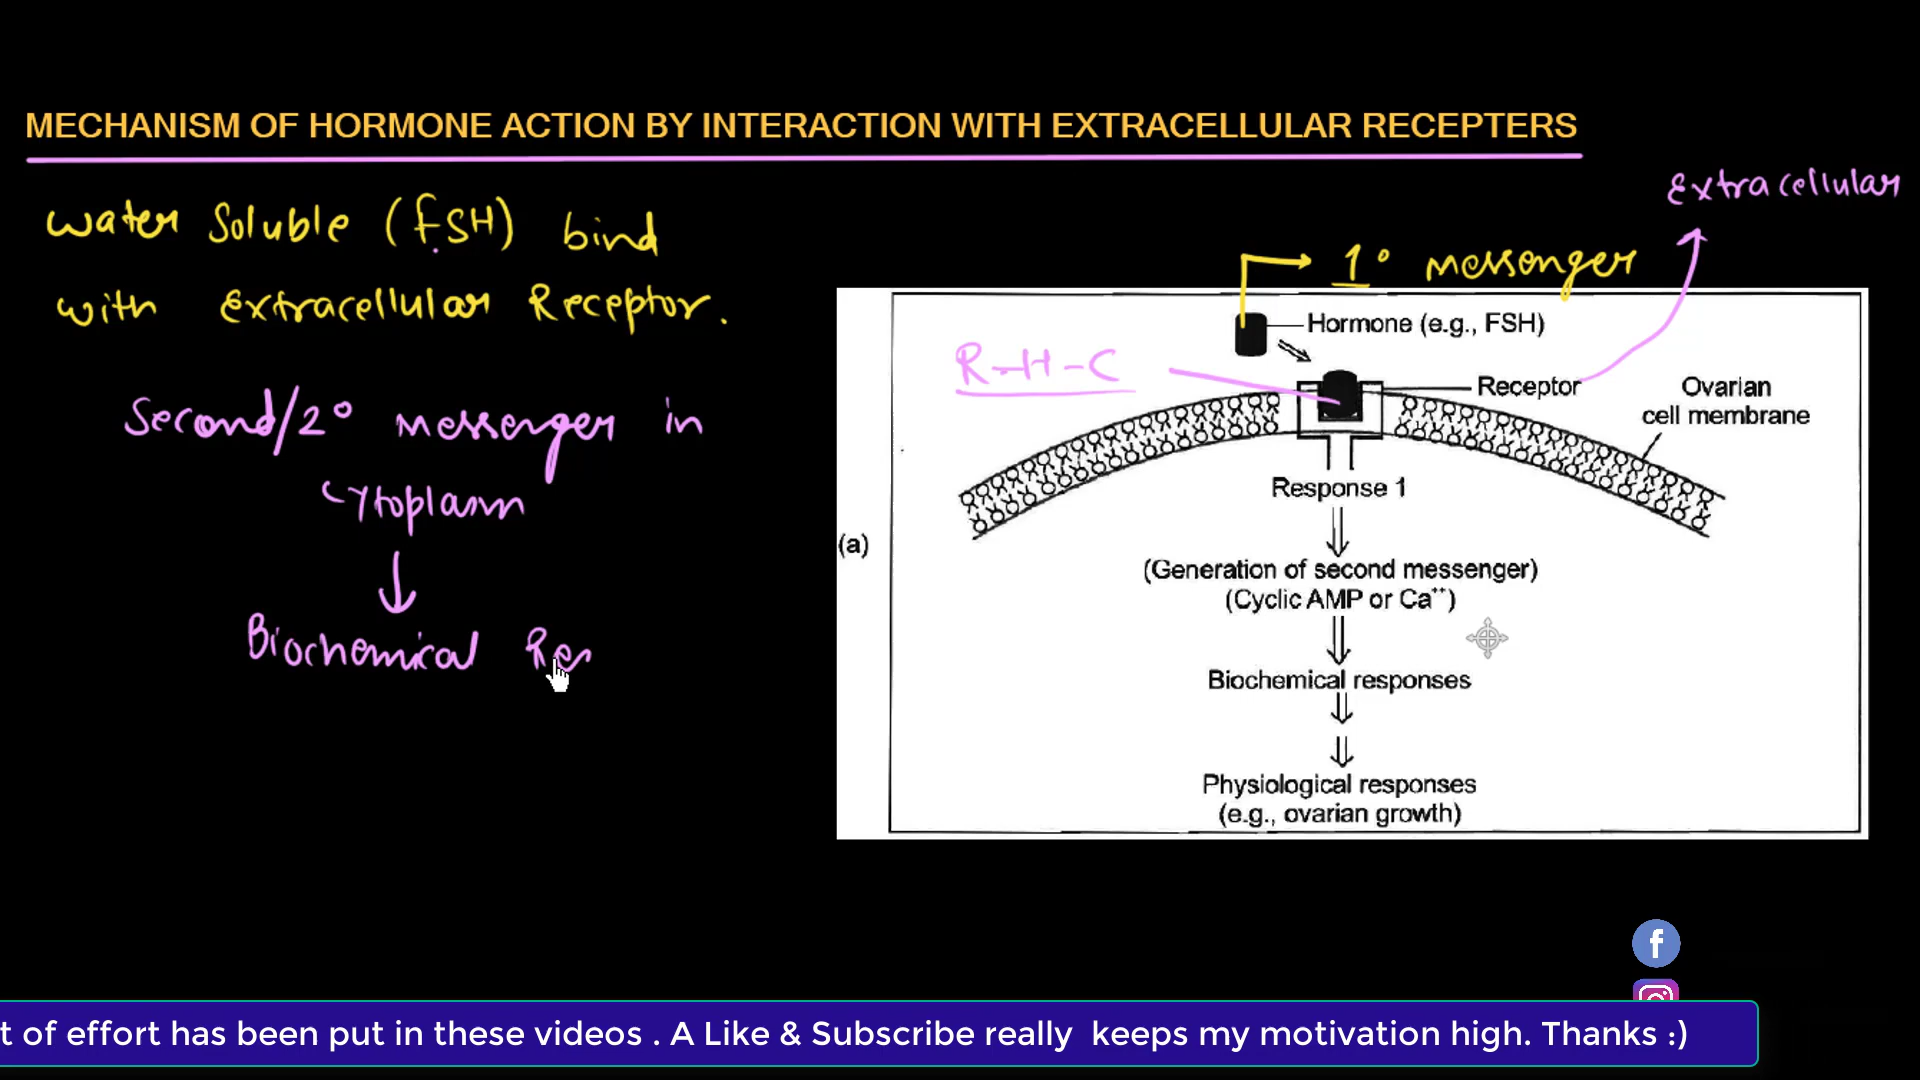 MECHANISM OF HORMONE ACTION BY INTERACTION WITH EXTRACELLULAR RECEPTERS
Water Soluble (FSH) bind
with Extracellular Receptor.
Second/2° messenger in
Cytoplasm
Biochemical Res
Extracellular
1° messenger
Hormone (e.g., FSH)
R-H-C
Receptor
Ovarian
cell membrane
Response 1
(a)
(Generation of second messenger)
(Cyclic AMP or Ca⁺⁺)
Biochemical responses
Physiological responses
(e.g., ovarian growth)
f
t of effort has been put in these videos . A Like & Subscribe really keeps my motivation high. Thanks :)